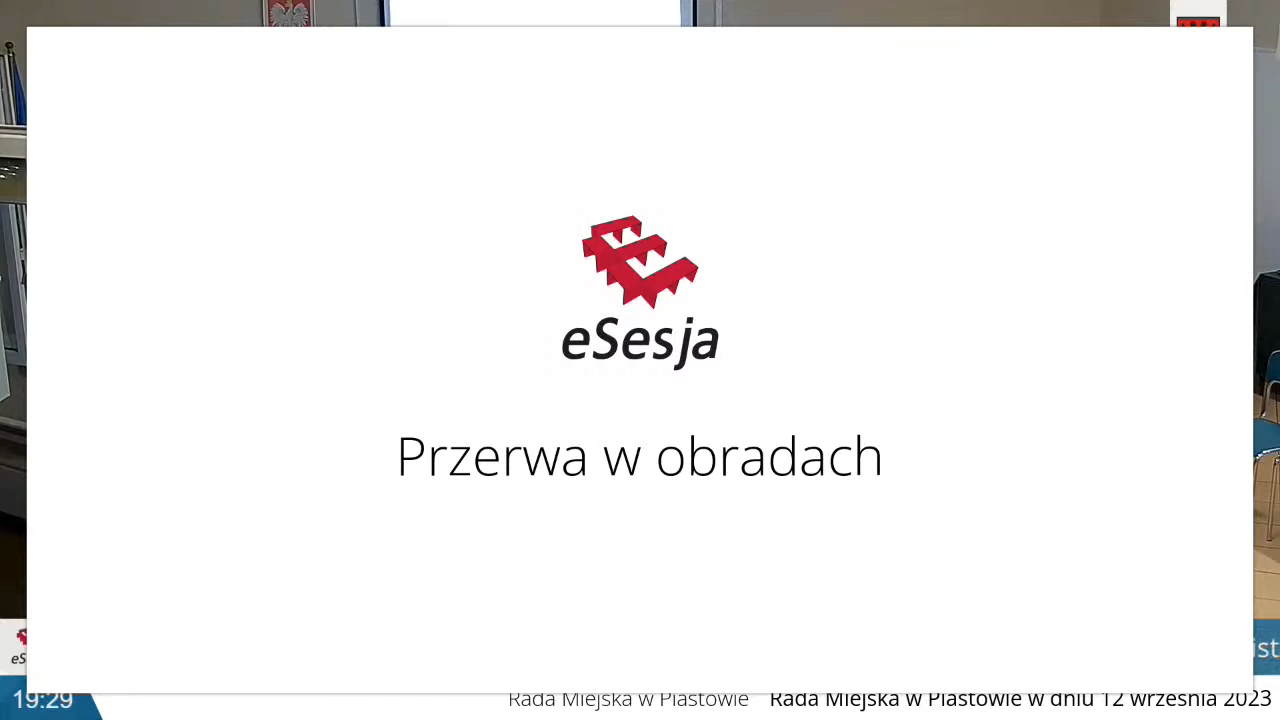 eSesja
Przerwa w obradach
19:29
Rada Miejska w Piastowie Rada Miejska w Piastowie w dniu 12 września 2023